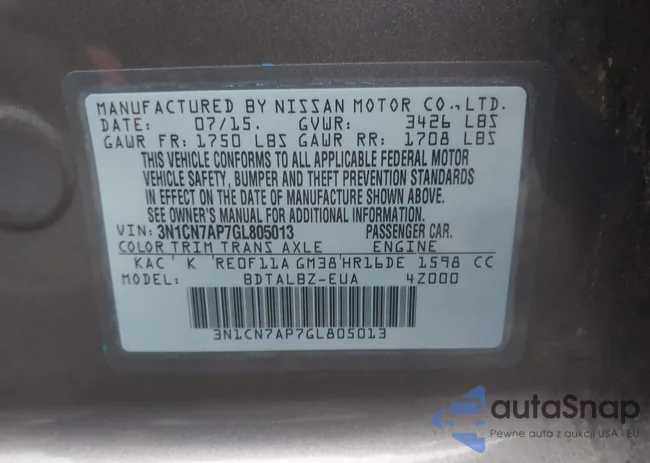 MANUFACTURED BY NISSAN MOTOR CO.,LTD.
DATE: 07/15. GVWR: 3426 LBS
GAWR FR: 1750 LBS GAWR RR: 1708 LBS
THIS VEHICLE CONFORMS TO ALL APPLICABLE FEDERAL MOTOR
VEHICLE SAFETY, BUMPER AND THEFT PREVENTION STANDARDS
IN EFFECT ON THE DATE OF MANUFACTURE SHOWN ABOVE.
SEE OWNER'S MANUAL FOR ADDITIONAL INFORMATION.
VIN: 3N1CN7AP7GL805013 PASSENGER CAR.
COLOR TRIM TRANS AXLE ENGINE
KAC' K 'RE0F11A GM38'HR16DE 1598 CC
MODEL: BDTALBZ-EUA 4Z000
3N1CN7AP7GL805013
autaSnap
Pewne auta z aukcji USA i EU